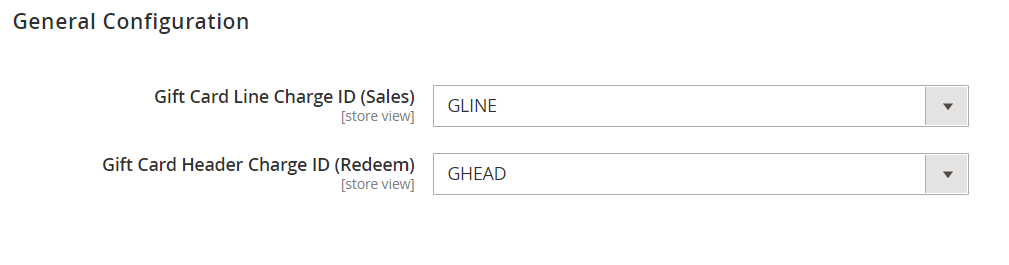 General Configuration
Gift Card Line Charge ID (Sales)
[store view]
GLINE
Gift Card Header Charge ID (Redeem)
[store view]
GHEAD